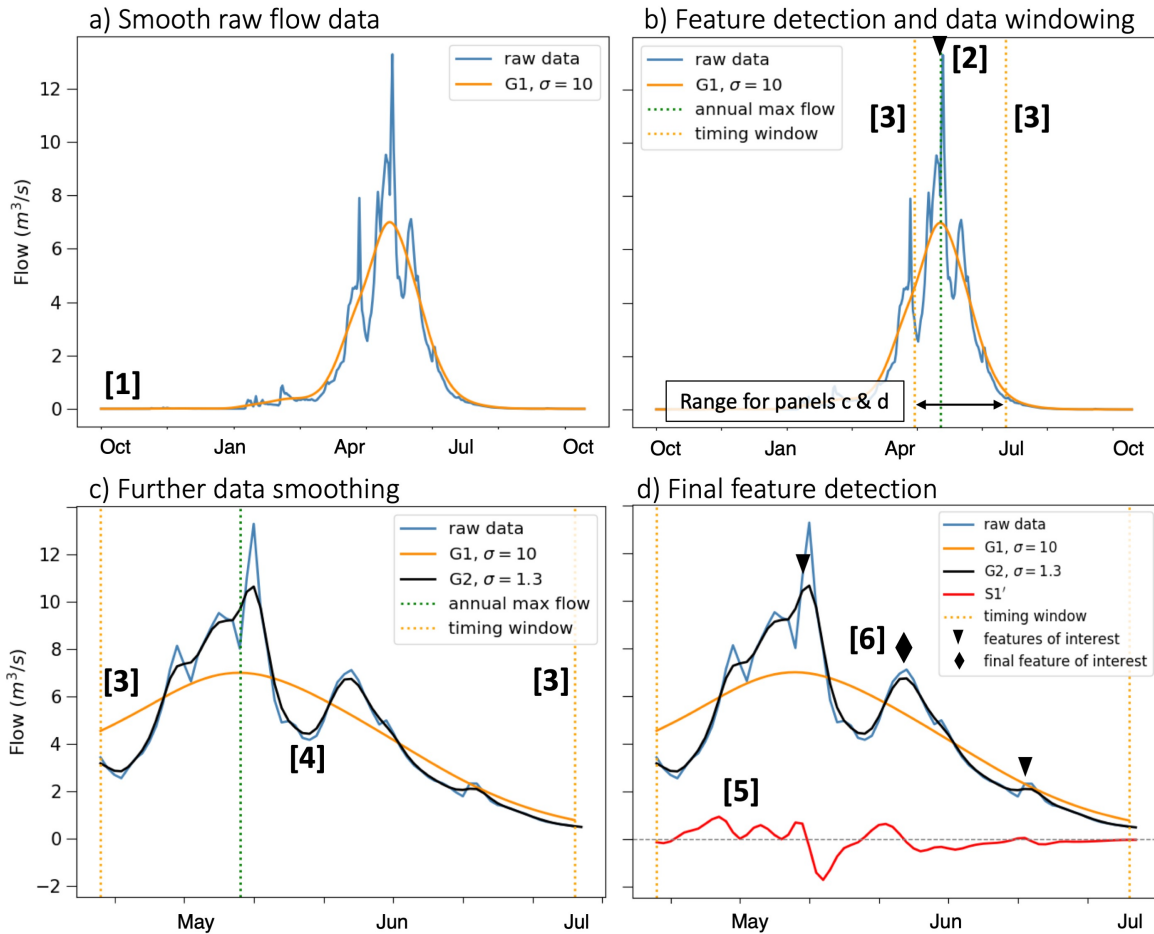 a) Smooth raw flow data
raw data
G1, σ = 10
12
10
8
6
4
2
0
Flow (m³/s)
[1]
Oct
Jan
Apr
Jul
Oct
b) Feature detection and data windowing
raw data
G1, σ = 10
annual max flow
timing window
[2]
[3]
[3]
Range for panels c & d
Oct
Jan
Apr
Jul
Oct
c) Further data smoothing
raw data
G1, σ = 10
G2, σ = 1.3
annual max flow
timing window
12
10
8
6
4
2
0
−2
Flow (m³/s)
[3]
[3]
[4]
May
Jun
Jul
d) Final feature detection
raw data
G1, σ = 10
G2, σ = 1.3
S1′
timing window
features of interest
final feature of interest
[6]
[5]
May
Jun
Jul